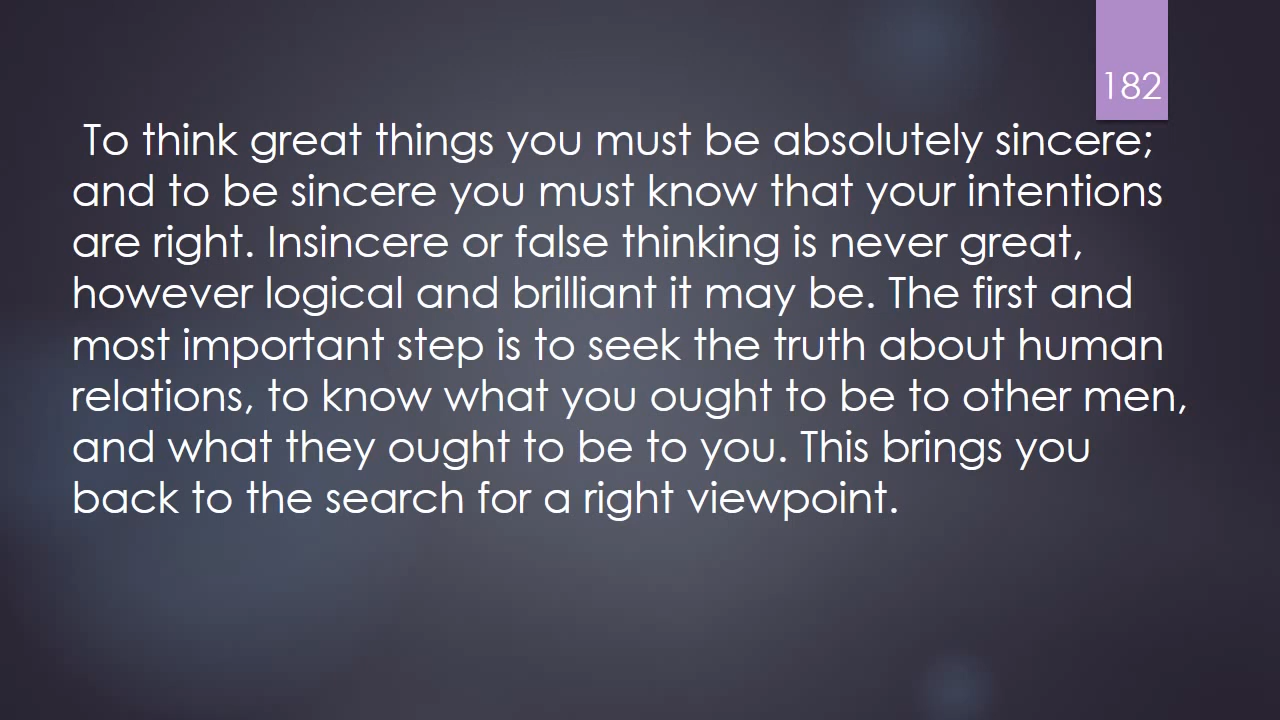 182
To think great things you must be absolutely sincere;
and to be sincere you must know that your intentions
are right. Insincere or false thinking is never great,
however logical and brilliant it may be. The first and
most important step is to seek the truth about human
relations, to know what you ought to be to other men,
and what they ought to be to you. This brings you
back to the search for a right viewpoint.